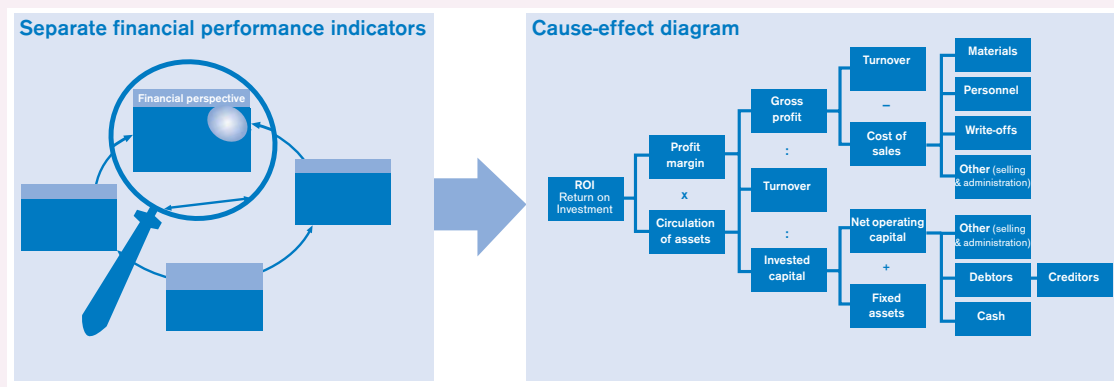 Separate financial performance indicators
Financial perspective
Cause-effect diagram
ROI
Return on
Investment
Profit
margin
x
Circulation
of assets
Gross
profit
:
Turnover
:
Invested
capital
Turnover
–
Cost of
sales
Net operating
capital
+
Fixed
assets
Materials
Personnel
Write-offs
Other (selling
& administration)
Other (selling
& administration)
Debtors
Creditors
Cash